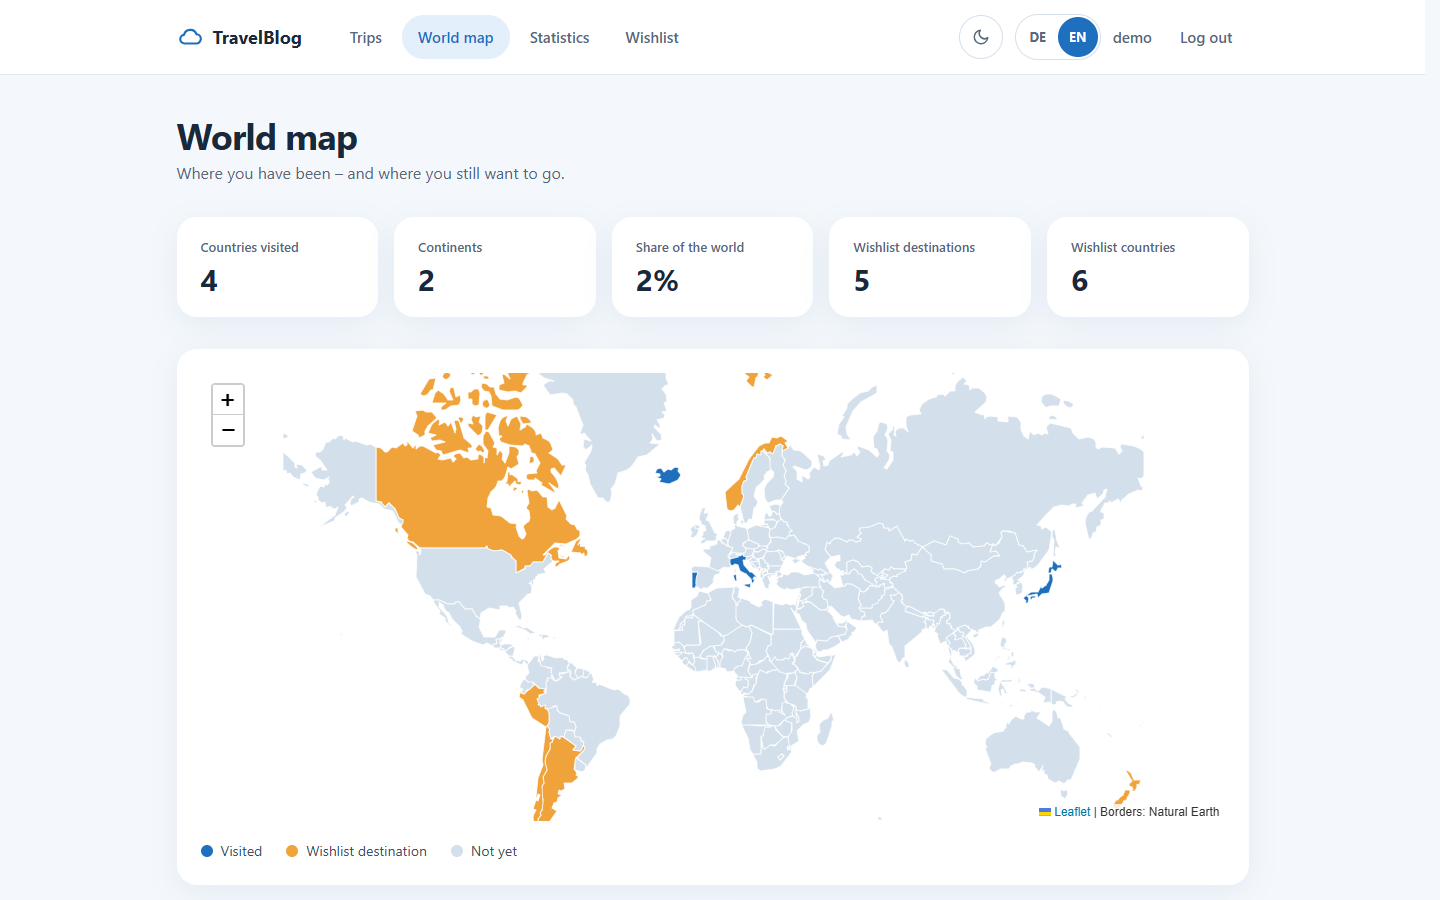 TravelBlog Trips World map Statistics Wishlist DE EN demo Log out
World map
Where you have been – and where you still want to go.
Countries visited Continents Share of the world Wishlist destinations Wishlist countries
4 2 2% 5 6
+
−
Leaflet | Borders: Natural Earth
Visited Wishlist destination Not yet